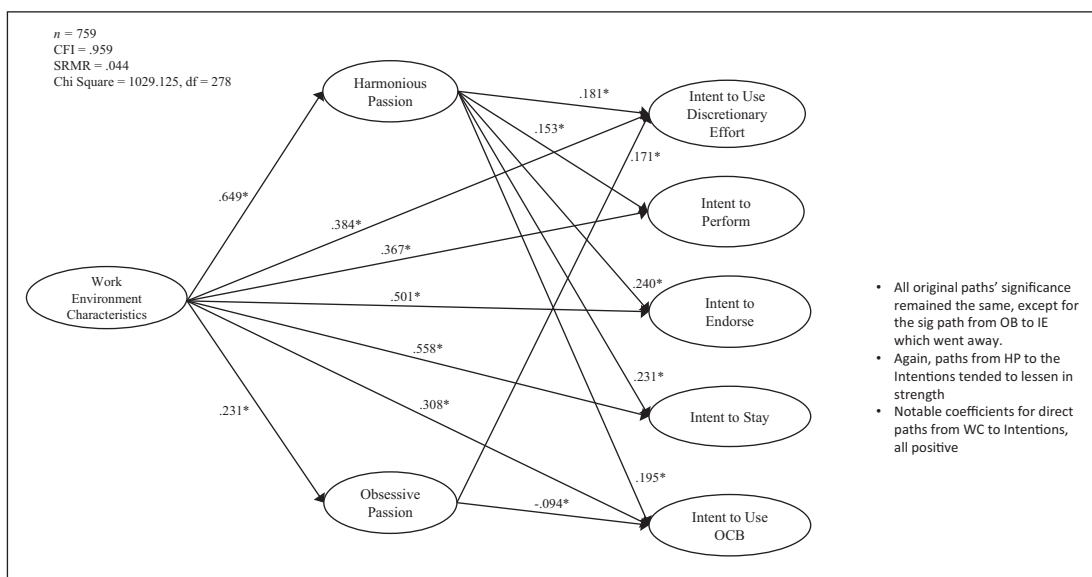 n = 759
CFI = .959
SRMR = .044
Chi Square = 1029.125, df = 278
Harmonious
Passion
Intent to Use
Discretionary
Effort
.181*
.153*
.171*
.649*
.384*
.367*
Intent to
Perform
Work
Environment
Characteristics
.501*
.240*
Intent to
Endorse
.558*
.231*
.231*
.308*
Intent to Stay
.195*
Obsessive
Passion
-.094*
Intent to Use
OCB
• All original paths’ significance
remained the same, except for
the sig path from OB to IE
which went away.
• Again, paths from HP to the
Intentions tended to lessen in
strength
• Notable coefficients for direct
paths from WC to Intentions,
all positive